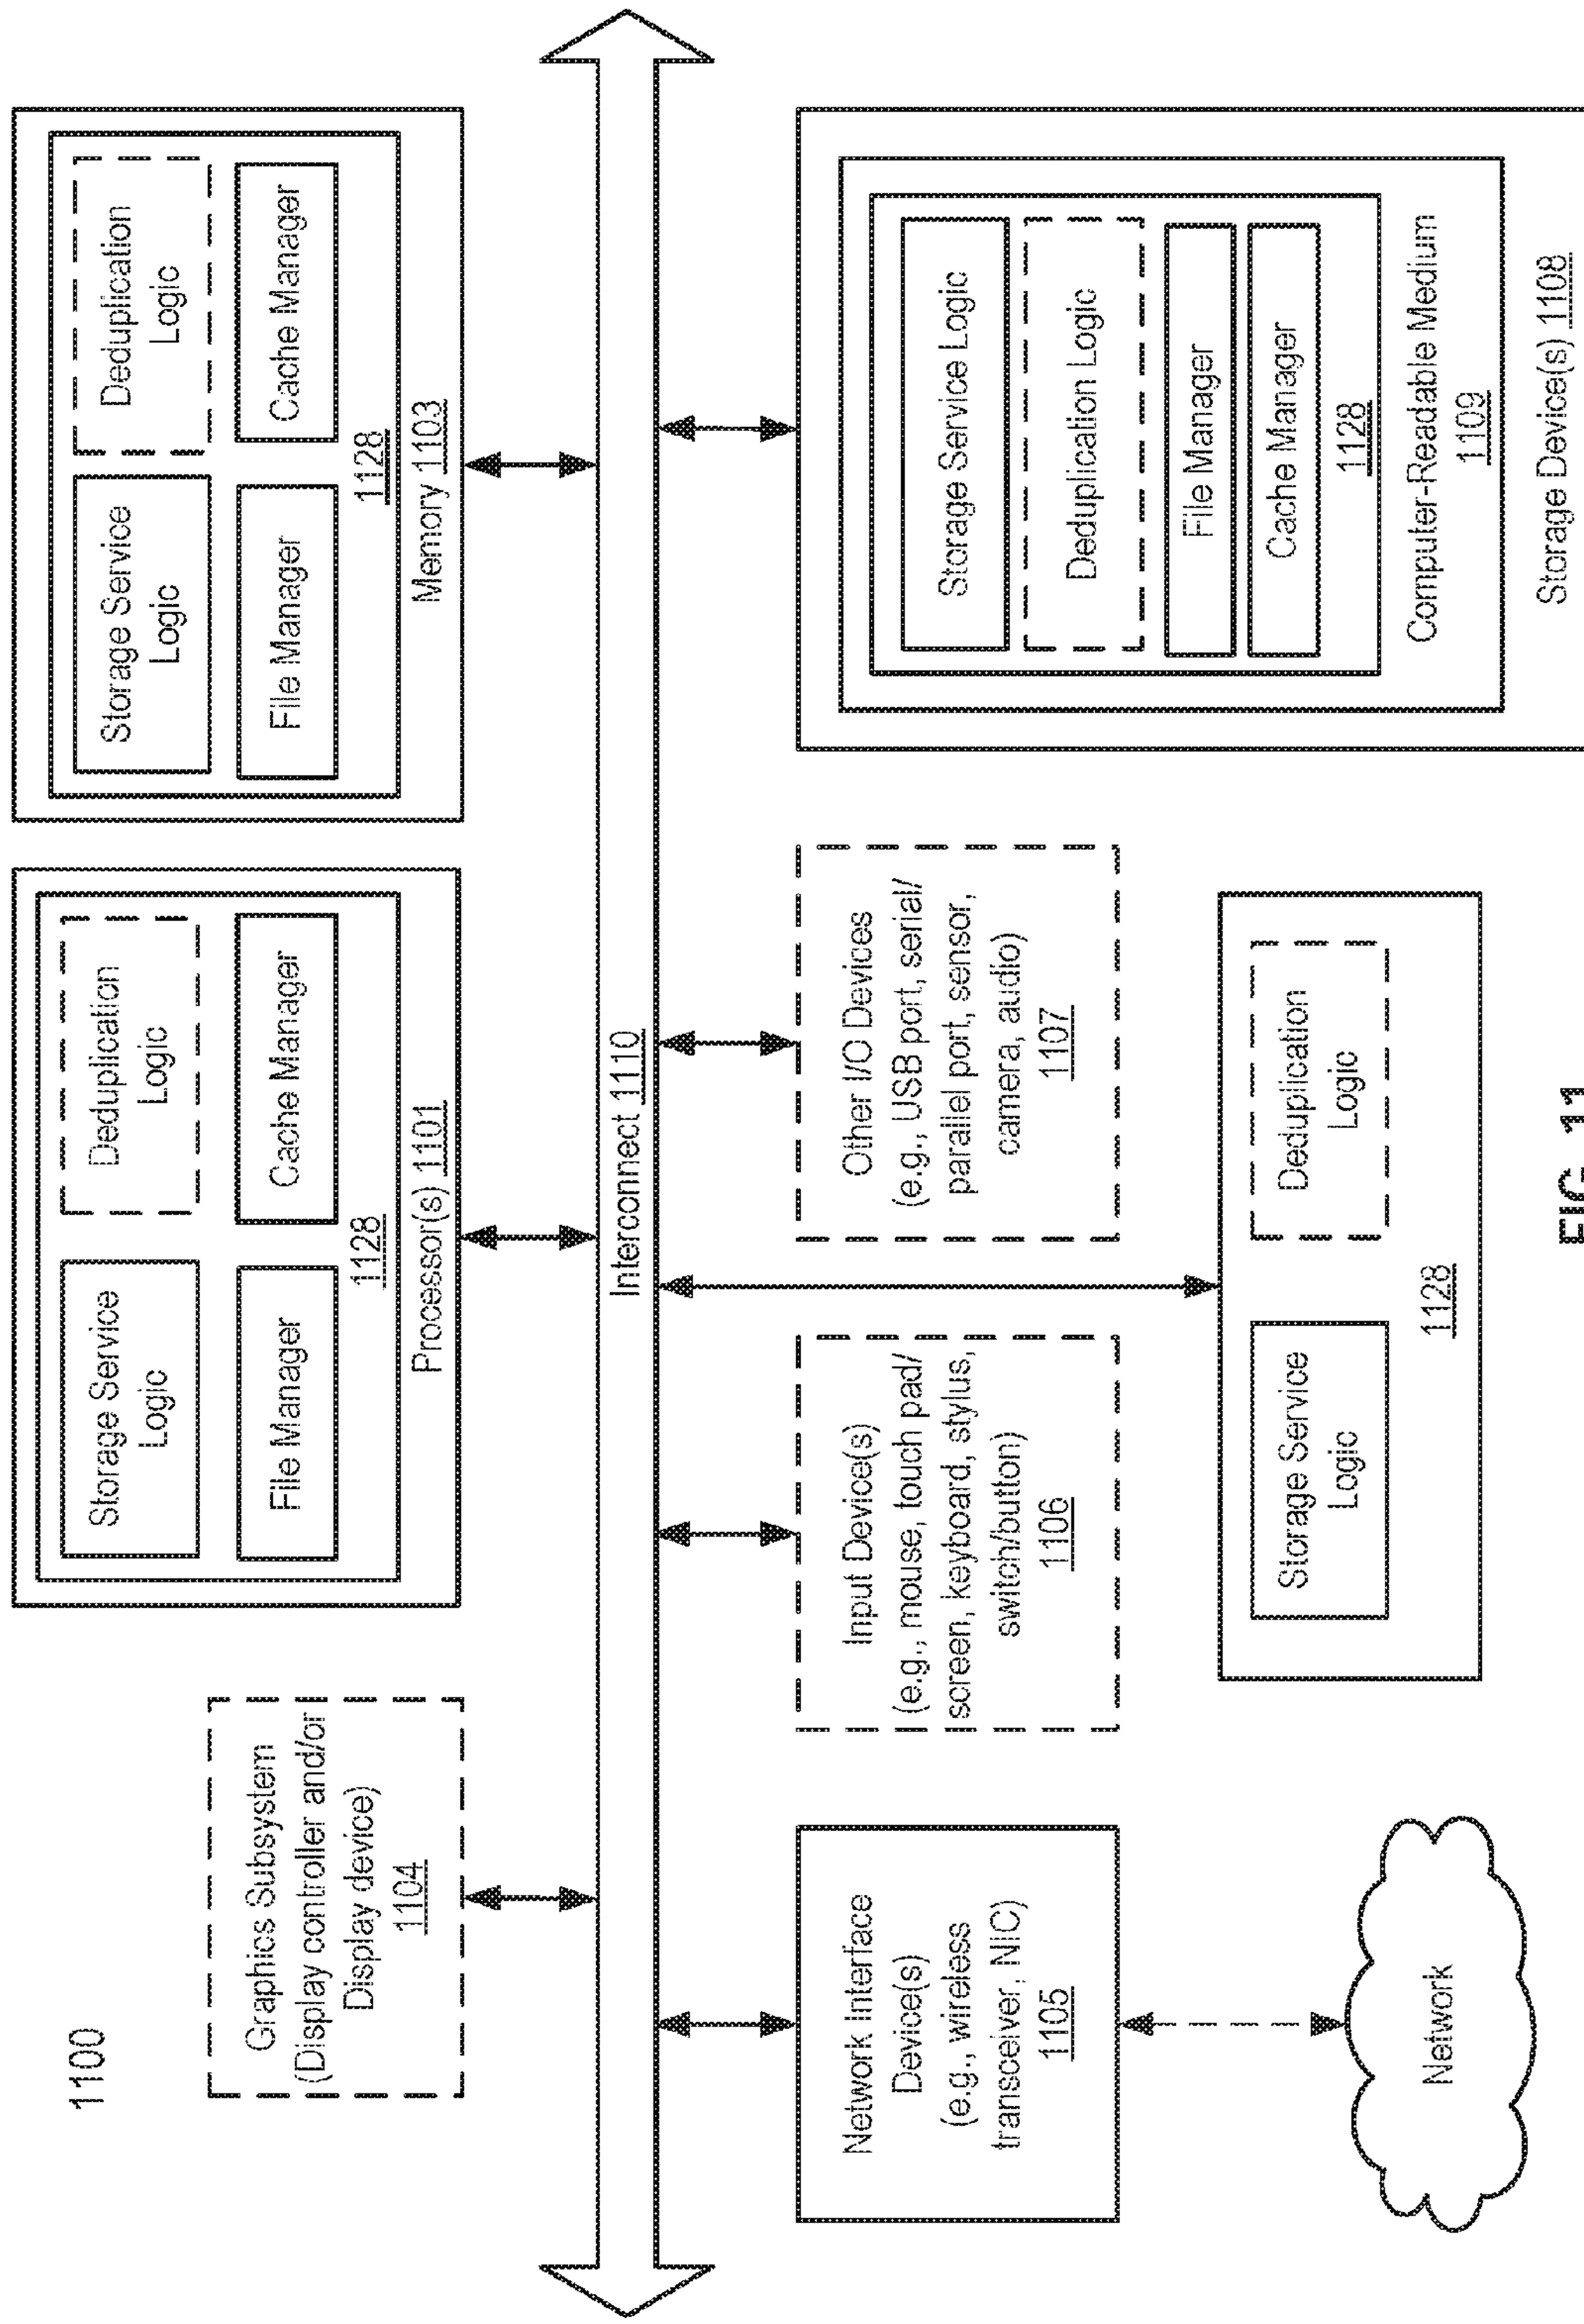 1100
Graphics Subsystem
(Display controller and/or
Display device)
1104
Storage Service
Logic
Deduplication
Logic
File Manager
Cache Manager
1128
Processor(s) 1101
Storage Service
Logic
Deduplication
Logic
File Manager
Cache Manager
1128
Memory 1103
Interconnect 1110
Network Interface
Device(s)
(e.g., wireless
transceiver, NIC)
1105
Input Device(s)
(e.g., mouse, touch pad/
screen, keyboard, stylus,
switch/button)
1106
Other I/O Devices
(e.g., USB port, serial/
parallel port, sensor,
camera, audio)
1107
Storage Service Logic
Deduplication Logic
File Manager
Cache Manager
1128
Computer-Readable Medium
1109
Storage Device(s) 1108
Network
Storage Service
Logic
Deduplication
Logic
1128
FIG. 11